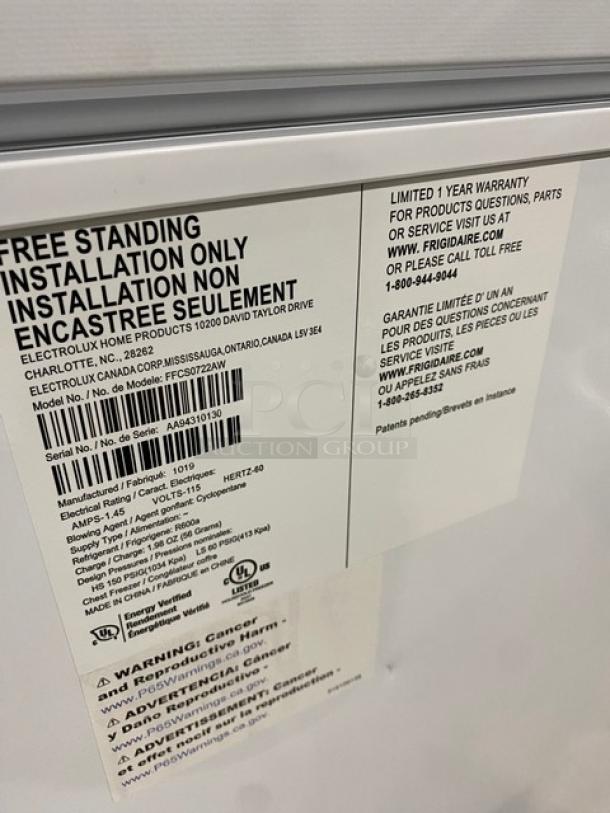 FREE STANDING
INSTALLATION ONLY
INSTALLATION NON
ENCASTREE SEULEMENT
ELECTROLUX HOME PRODUCTS 10200 DAVID TAYLOR DRIVE
CHARLOTTE, NC., 28262
ELECTROLUX CANADA CORP.MISSISSAUGA,ONTARIO,CANADA L5V 3E4
Model No. / No. de Modele: FFCS0722AW
Serial No. / No. de Serie: AA94310130
Manufactured / Fabriqué: 1019
Electrical Rating / Caract. Électriques:
AMPS-1.45 VOLTS-115 HERTZ-60
Blowing Agent / Agent gonflant: Cyclopentane
Supply Type / Alimentation: ~
Refrigerant / Frigorigene: R600a
Charge / Charge: 1.98 OZ (56 Grams)
Design Pressures / Pressions nominales:
HS 150 PSIG(1034 Kpa) LS 60 PSIG(413 Kpa)
Chest Freezer / Congélateur coffre
MADE IN CHINA / FABRIQUE en CHINE
UL
Energy Verified
Rendement
Énergétique Vérifié
C UL US
LISTED
LIMITED 1 YEAR WARRANTY
FOR PRODUCTS QUESTIONS, PARTS
OR SERVICE VISIT US AT
WWW. FRIGIDAIRE.COM
OR PLEASE CALL TOLL FREE
1-800-944-9044
GARANTIE LIMITÉE D' UN AN
POUR DES QUESTIONS CONCERNANT
LES PRODUITS, LES PIECES OU LES
SERVICE VISITE
WWW.FRIGIDAIRE.COM
OU APPELEZ SANS FRAIS
1-800-265-8352
Patents pending/Brevets en instance
PCI
AUCTION GROUP
⚠ WARNING: Cancer
and Reproductive Harm -
www.P65Warnings.ca.gov.
⚠ ADVERTENCIA: Cáncer
y Daño Reproductivo -
www.P65Warnings.ca.gov.
⚠ ADVERTISSEMENT: Cancer
et effet nocif sur la reproduction -
www.P65Warnings.ca.gov.